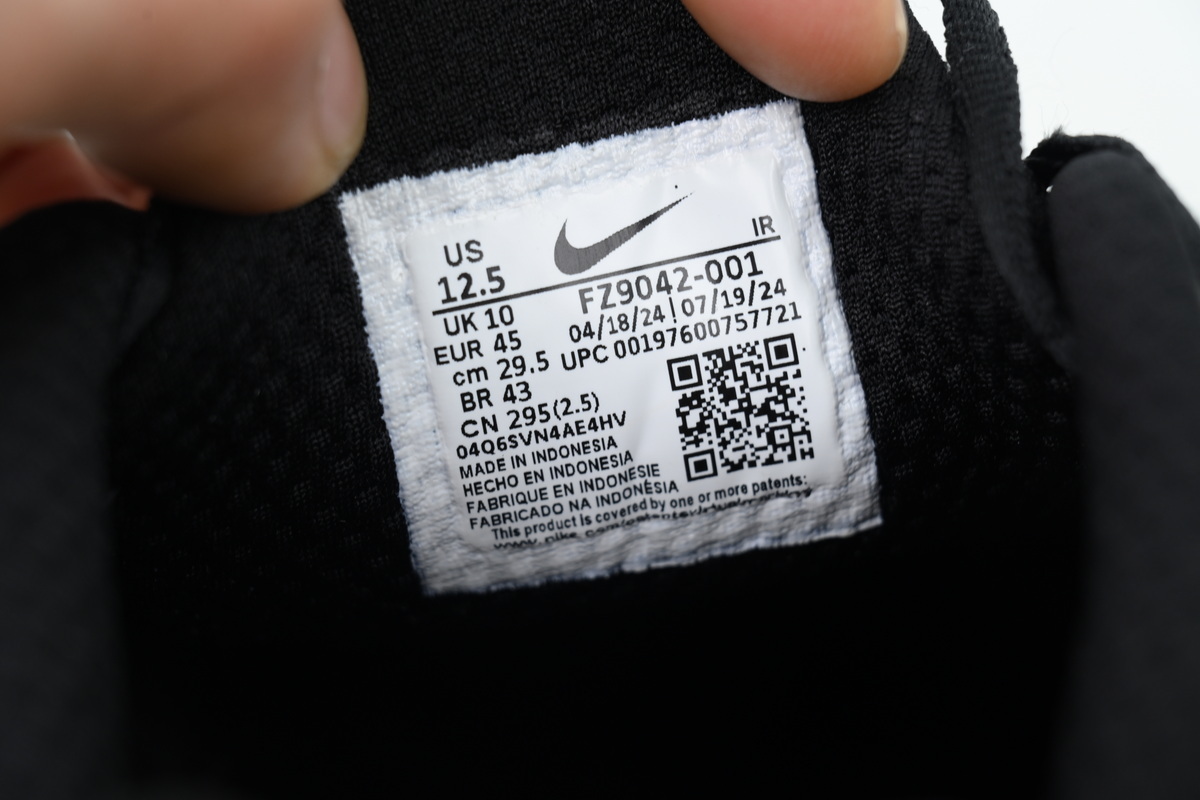 US
12.5
IR
FZ9042-001
04/18/24 | 07/19/24
UPC 00197600757721
UK 10
EUR 45
cm 29.5
BR 43
CN 295(2.5)
04Q6SVN4AE4HV
MADE IN INDONESIA
HECHO EN INDONESIA
FABRIQUE EN INDONESIE
FABRICADO NA INDONÉSIA
This product is covered by one or more patents:
H